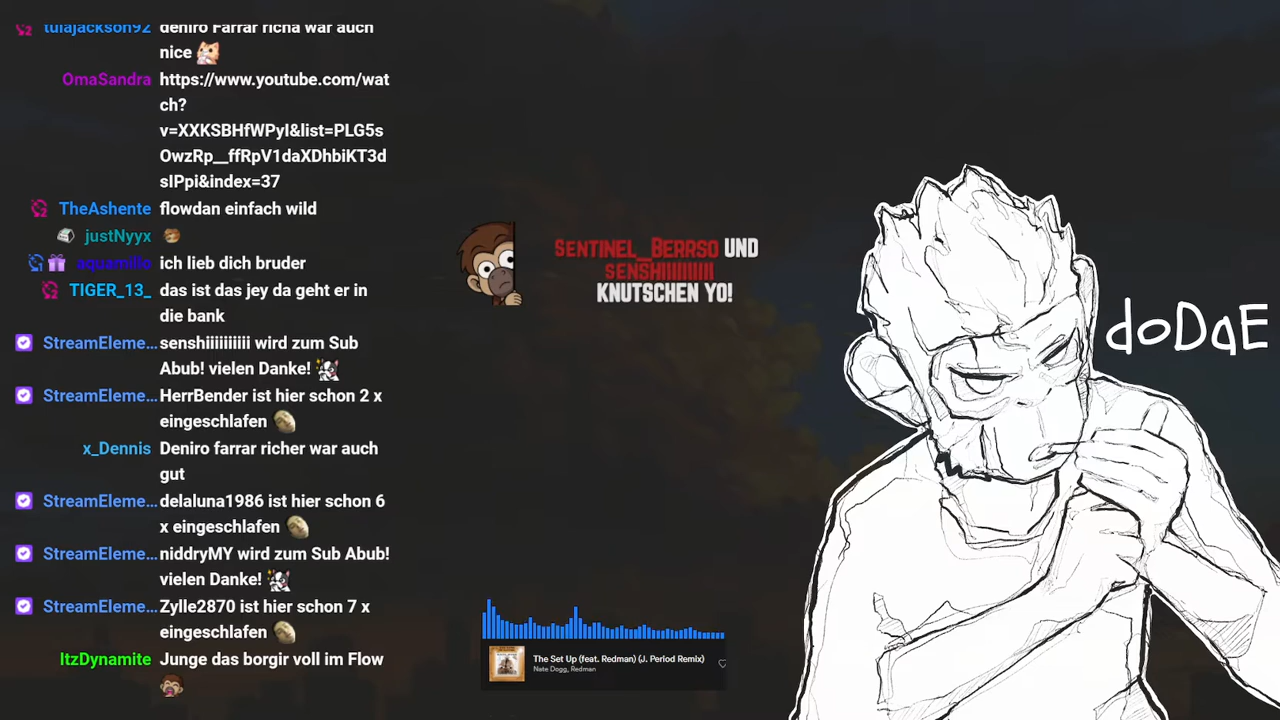 tulajackson92 deniro Farrar richa war auch
nice
OmaSandra https://www.youtube.com/wat
ch?
v=XXKSBHfWPyI&list=PLG5s
OwzRp__ffRpV1daXDhbiKT3d
sIPpi&index=37
TheAshente flowdan einfach wild
justNyyx
aquamillo ich lieb dich bruder
TIGER_13_ das ist das jey da geht er in
die bank
StreamEleme... senshiiiiiiiiii wird zum Sub
Abub! vielen Danke!
StreamEleme... HerrBender ist hier schon 2 x
eingeschlafen
x_Dennis Deniro farrar richer war auch
gut
StreamEleme... delaluna1986 ist hier schon 6
x eingeschlafen
StreamEleme... niddryMY wird zum Sub Abub!
vielen Danke!
StreamEleme... Zylle2870 ist hier schon 7 x
eingeschlafen
ItzDynamite Junge das borgir voll im Flow
SENTINEL_BERRSO UND
SENSHIIIIIIIIII
KNUTSCHEN YO!
doDaE
The Set Up (feat. Redman) (J. Period Remix)
Nate Dogg, Redman